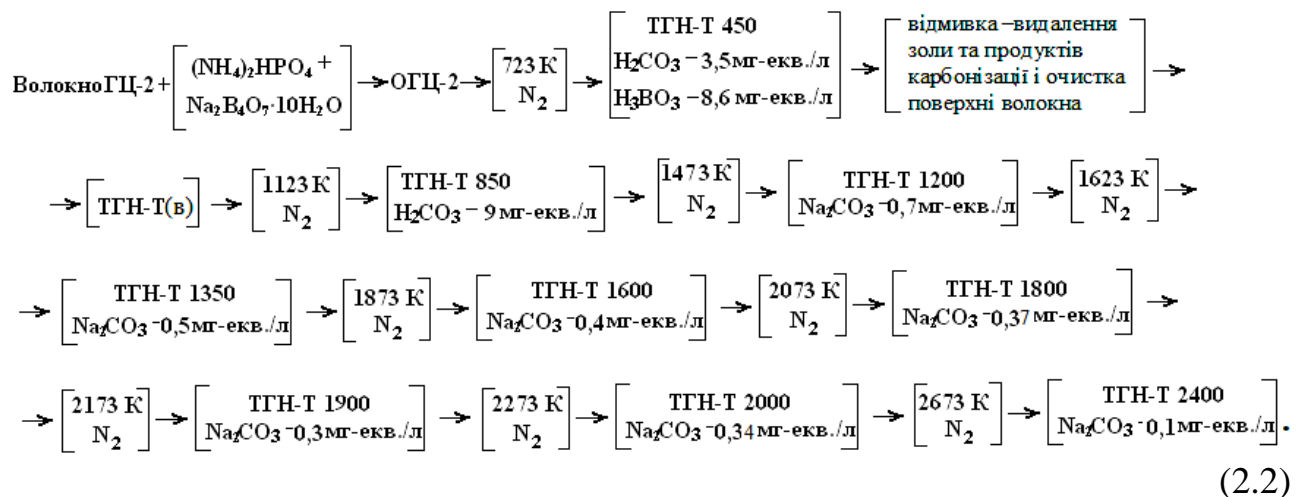 Волокно ГЦ-2 + [(NH₄)₂HPO₄ + Na₂B₄O₇·10H₂O] → ОГЦ-2 → [723 К N₂] → [ТГН-Т 450 H₂CO₃ – 3,5 мг-екв./л H₃BO₃ – 8,6 мг-екв./л] → [відмивка –видалення золи та продуктів карбонізації і очистка поверхні волокна] →
→ [ТГН-Т(в)] → [1123 К N₂] → [ТГН-Т 850 H₂CO₃ – 9 мг-екв./л] → [1473 К N₂] → [ТГН-Т 1200 Na₂CO₃ – 0,7 мг-екв./л] → [1623 К N₂] →
→ [ТГН-Т 1350 Na₂CO₃ – 0,5 мг-екв./л] → [1873 К N₂] → [ТГН-Т 1600 Na₂CO₃ – 0,4 мг-екв./л] → [2073 К N₂] → [ТГН-Т 1800 Na₂CO₃ – 0,37 мг-екв./л] →
→ [2173 К N₂] → [ТГН-Т 1900 Na₂CO₃ – 0,3 мг-екв./л] → [2273 К N₂] → [ТГН-Т 2000 Na₂CO₃ – 0,34 мг-екв./л] → [2673 К N₂] → [ТГН-Т 2400 Na₂CO₃ - 0,1 мг-екв./л].
(2.2)